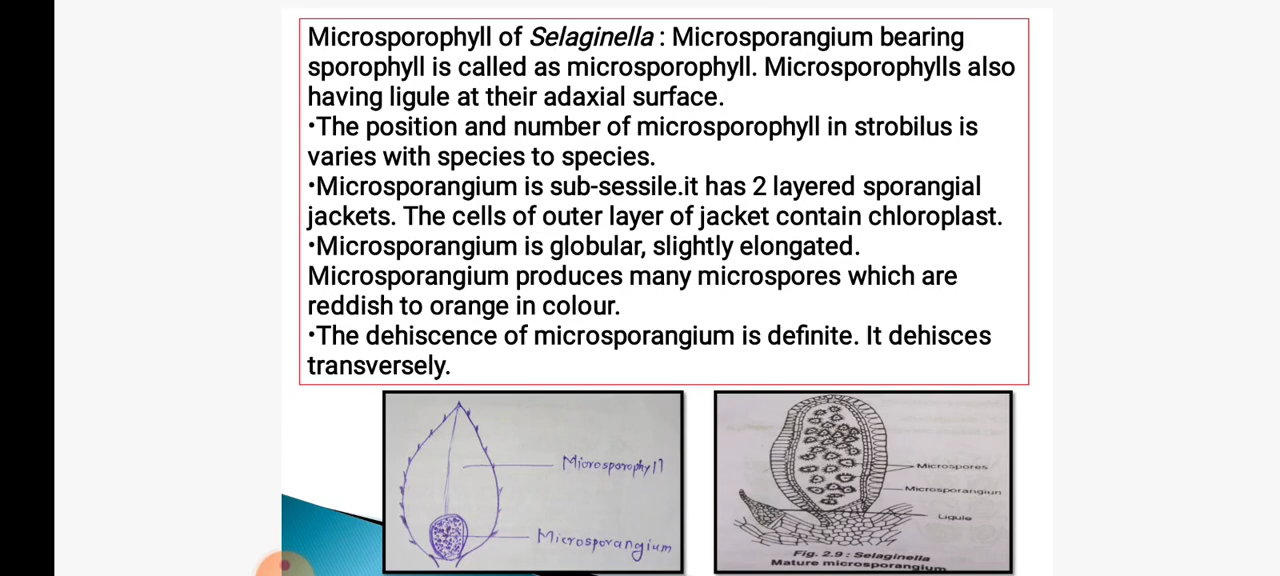 Microsporophyll of Selaginella : Microsporangium bearing
sporophyll is called as microsporophyll. Microsporophylls also
having ligule at their adaxial surface.
•The position and number of microsporophyll in strobilus is
varies with species to species.
•Microsporangium is sub-sessile.it has 2 layered sporangial
jackets. The cells of outer layer of jacket contain chloroplast.
•Microsporangium is globular, slightly elongated.
Microsporangium produces many microspores which are
reddish to orange in colour.
•The dehiscence of microsporangium is definite. It dehisces
transversely.
Microsporophyll
Microsporangium
Microspores
Microsporangiun
Ligule
Fig. 2.9 : Selaginella
Mature microsporangium